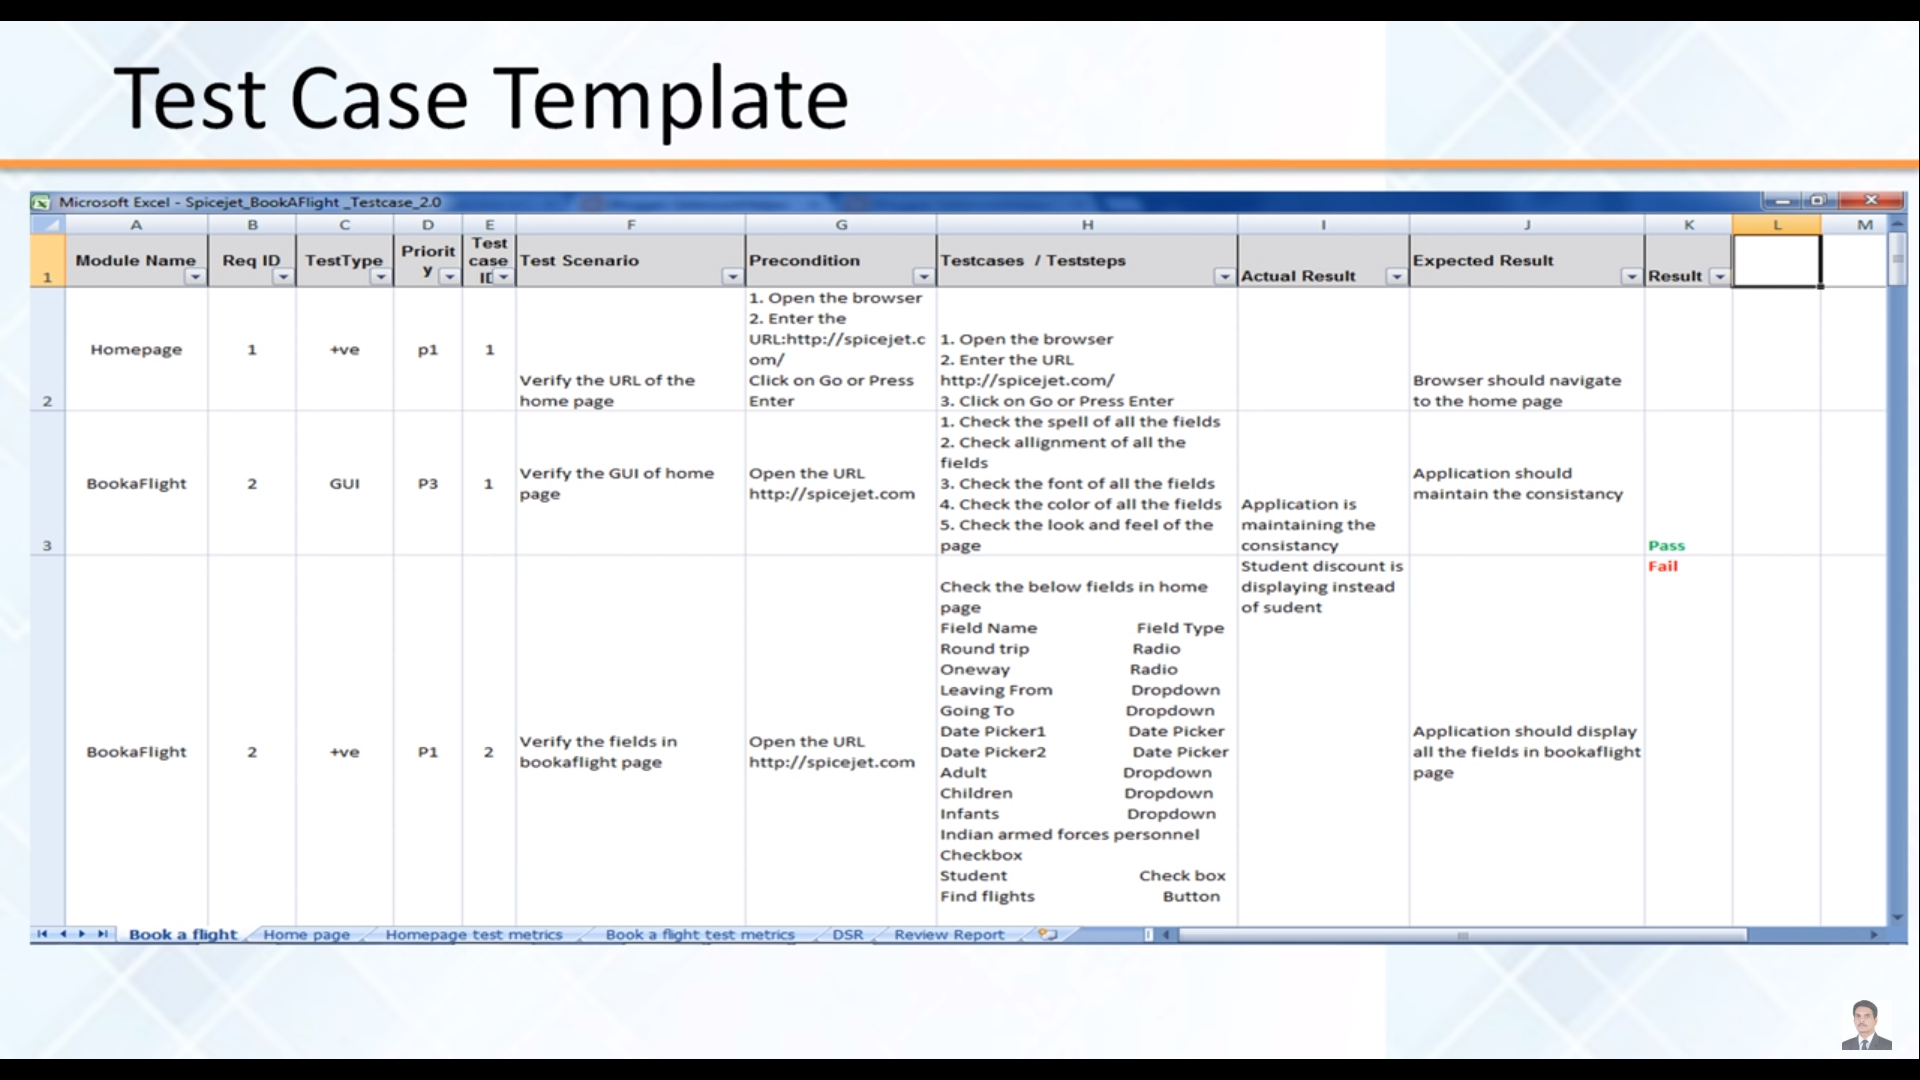 Test Case Template
Microsoft Excel - Spicejet_BookAFlight _Testcase_2.0
A B C D E F G H I J K L M
1
Module Name
Req ID
TestType
Priorit
y
Test
case
ID
Test Scenario
Precondition
Testcases / Teststeps
Actual Result
Expected Result
Result
2
Homepage
1
+ve
p1
1
Verify the URL of the
home page
1. Open the browser
2. Enter the
URL:http://spicejet.c
om/
Click on Go or Press
Enter
1. Open the browser
2. Enter the URL
http://spicejet.com/
3. Click on Go or Press Enter
Browser should navigate
to the home page
3
BookaFlight
2
GUI
P3
1
Verify the GUI of home
page
Open the URL
http://spicejet.com
1. Check the spell of all the fields
2. Check allignment of all the
fields
3. Check the font of all the fields
4. Check the color of all the fields
5. Check the look and feel of the
page
Application is
maintaining the
consistancy
Application should
maintain the consistancy
Pass
BookaFlight
2
+ve
P1
2
Verify the fields in
bookaflight page
Open the URL
http://spicejet.com
Check the below fields in home
page
Field Name Field Type
Round trip Radio
Oneway Radio
Leaving From Dropdown
Going To Dropdown
Date Picker1 Date Picker
Date Picker2 Date Picker
Adult Dropdown
Children Dropdown
Infants Dropdown
Indian armed forces personnel
Checkbox
Student Check box
Find flights Button
Student discount is
displaying instead
of sudent
Application should display
all the fields in bookaflight
page
Fail
Book a flight Home page Homepage test metrics Book a flight test metrics DSR Review Report